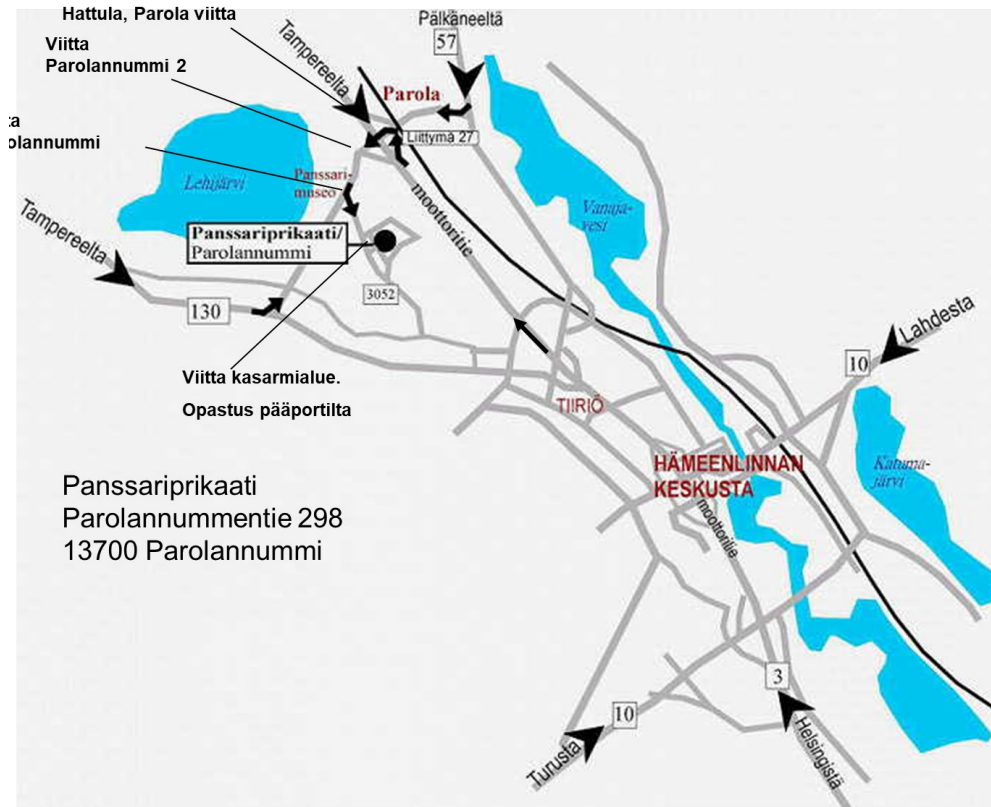 Hattula, Parola viitta
Viitta
Parolannummi 2
Tampereelta
Pälkäneeltä
57
Parola
Liittymä 27
ta
olannummi
Panssari-
museo
Lehijärvi
moottoritie
Vanaja-
vesi
Tampereelta
Panssariprikaati/
Parolannummi
3052
130
Lahdesta
10
Viitta kasarmialue.
Opastus pääportilta
TIIRIÖ
HÄMEENLINNAN
KESKUSTA
Katuma-
järvi
moottoritie
Panssariprikaati
Parolannummentie 298
13700 Parolannummi
3
10
Turusta
Helsingistä